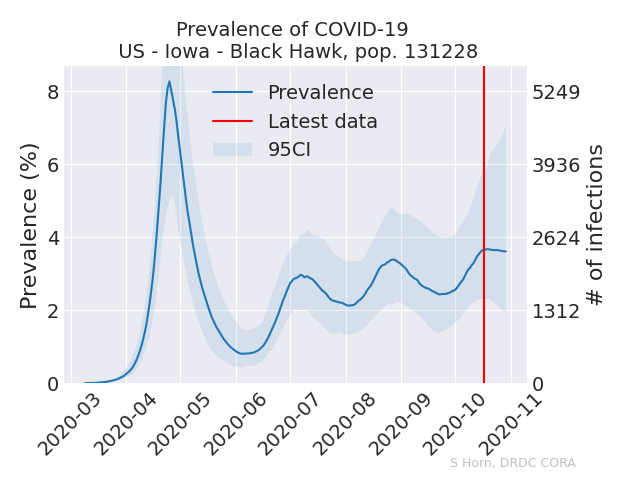 Prevalence of COVID-19
US - Iowa - Black Hawk, pop. 131228
Prevalence (%)
8
6
4
2
0
Prevalence
Latest data
95CI
5249
3936
2624
1312
0
# of infections
2020-03
2020-04
2020-05
2020-06
2020-07
2020-08
2020-09
2020-10
2020-11
S Horn, DRDC CORA